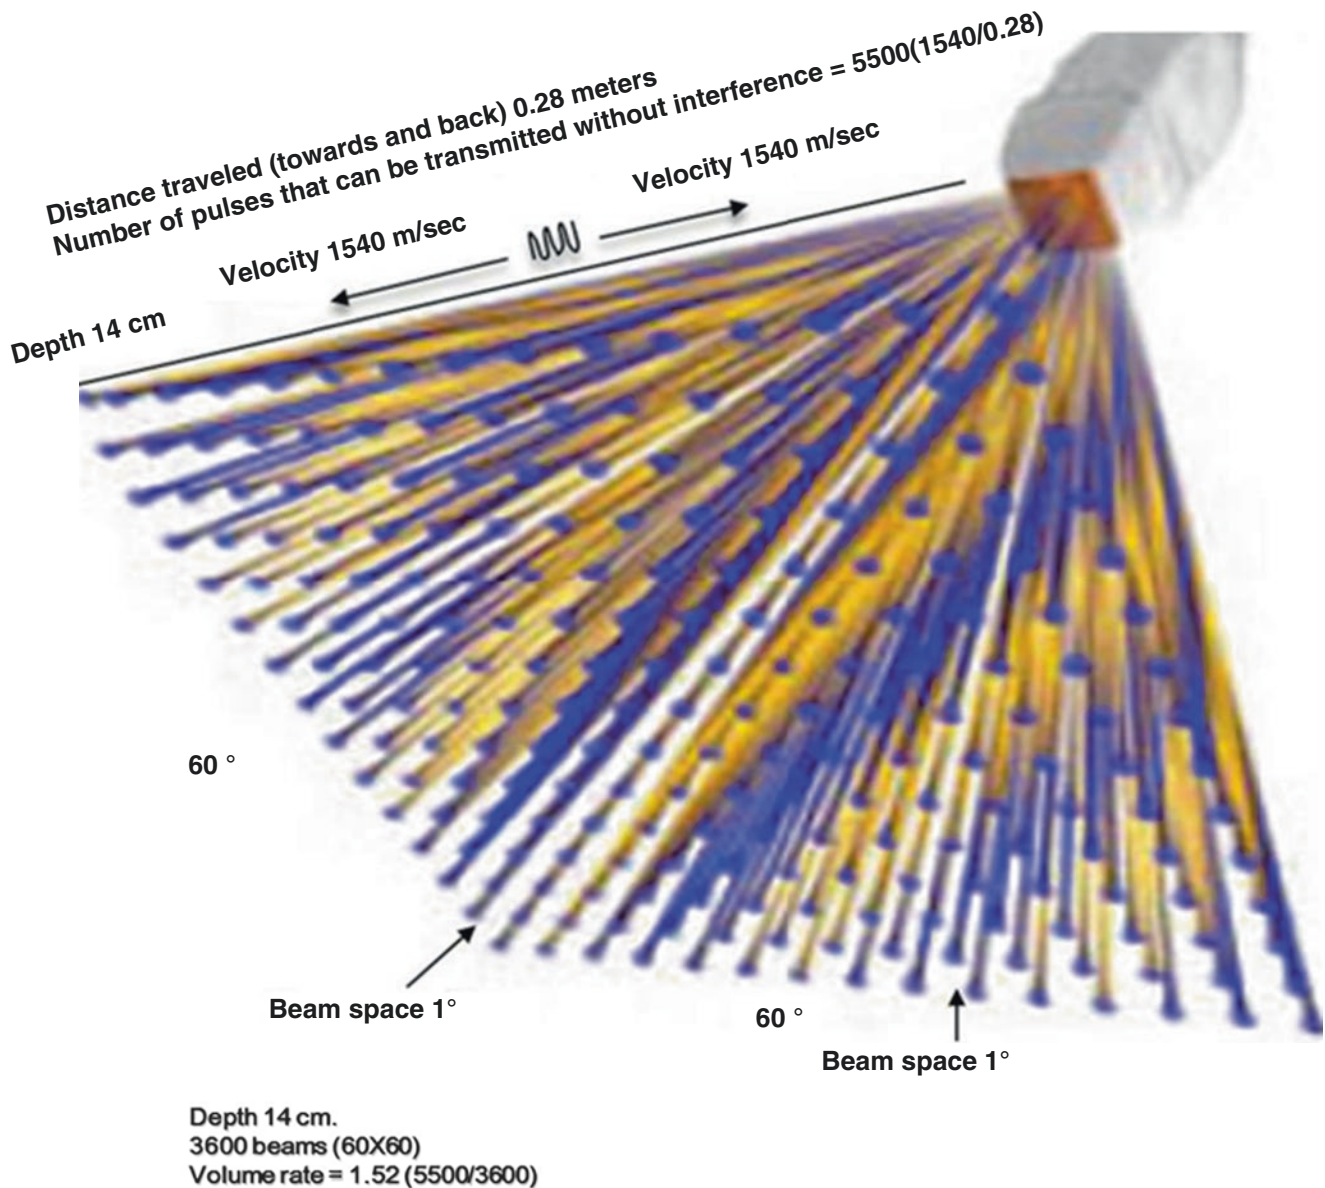 Distance traveled (towards and back) 0.28 meters
Number of pulses that can be transmitted without interference = 5500(1540/0.28)
Velocity 1540 m/sec
Velocity 1540 m/sec
Depth 14 cm
60 °
Beam space 1°
60 °
Beam space 1°
Depth 14 cm.
3600 beams (60X60)
Volume rate = 1.52 (5500/3600)